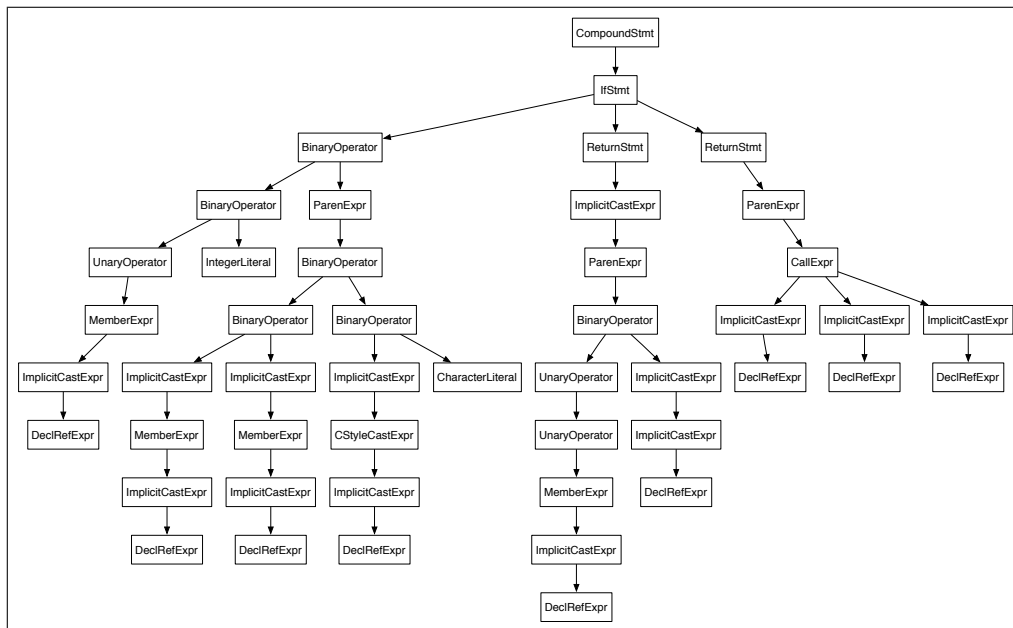 CompoundStmt
IfStmt
BinaryOperator
ReturnStmt
ReturnStmt
BinaryOperator
ParenExpr
ImplicitCastExpr
ParenExpr
UnaryOperator
IntegerLiteral
BinaryOperator
ParenExpr
CallExpr
MemberExpr
BinaryOperator
BinaryOperator
BinaryOperator
ImplicitCastExpr
ImplicitCastExpr
ImplicitCastExpr
ImplicitCastExpr
ImplicitCastExpr
ImplicitCastExpr
ImplicitCastExpr
CharacterLiteral
UnaryOperator
ImplicitCastExpr
DeclRefExpr
DeclRefExpr
DeclRefExpr
DeclRefExpr
MemberExpr
MemberExpr
CStyleCastExpr
UnaryOperator
ImplicitCastExpr
ImplicitCastExpr
ImplicitCastExpr
ImplicitCastExpr
MemberExpr
DeclRefExpr
DeclRefExpr
DeclRefExpr
DeclRefExpr
ImplicitCastExpr
DeclRefExpr